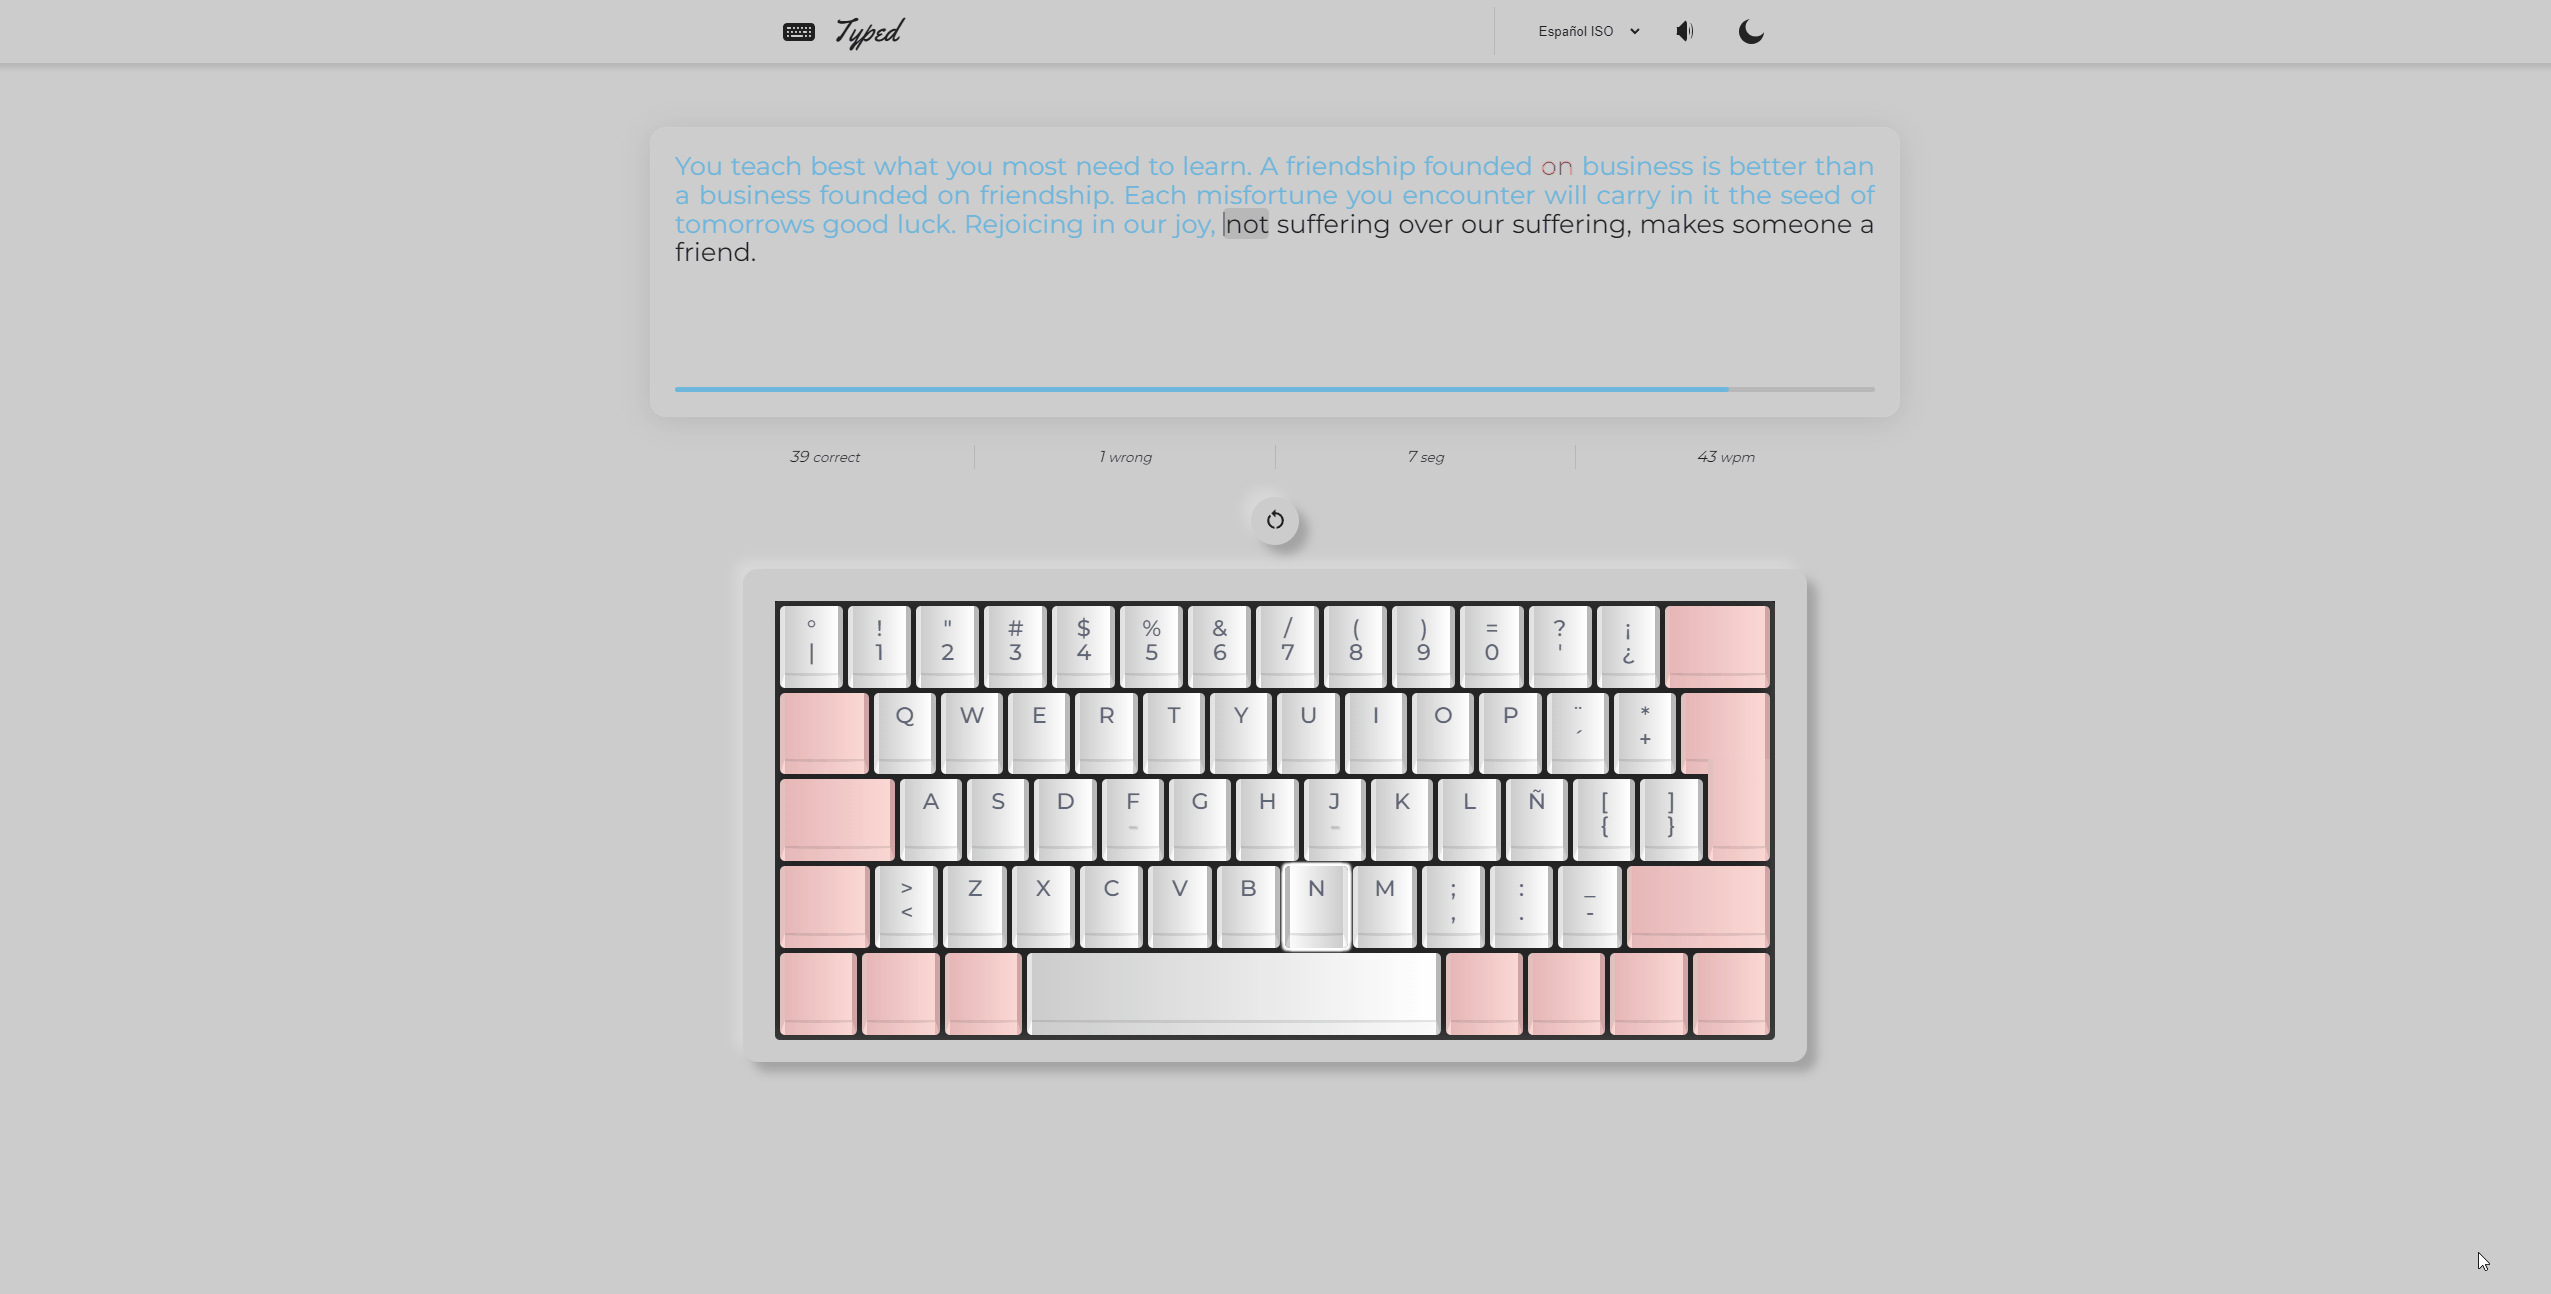 Typed
Español ISO
You teach best what you most need to learn. A friendship founded on business is better than
a business founded on friendship. Each misfortune you encounter will carry in it the seed of
tomorrows good luck. Rejoicing in our joy, not suffering over our suffering, makes someone a
friend.
39 correct
1 wrong
7 seg
43 wpm
° ! " # $ % & / ( ) = ? ¡
| 1 2 3 4 5 6 7 8 9 0 ' ¿
Q W E R T Y U I O P ¨ *
´ +
A S D F G H J K L Ñ [ ]
{ }
> Z X C V B N M ; : _
< , . -